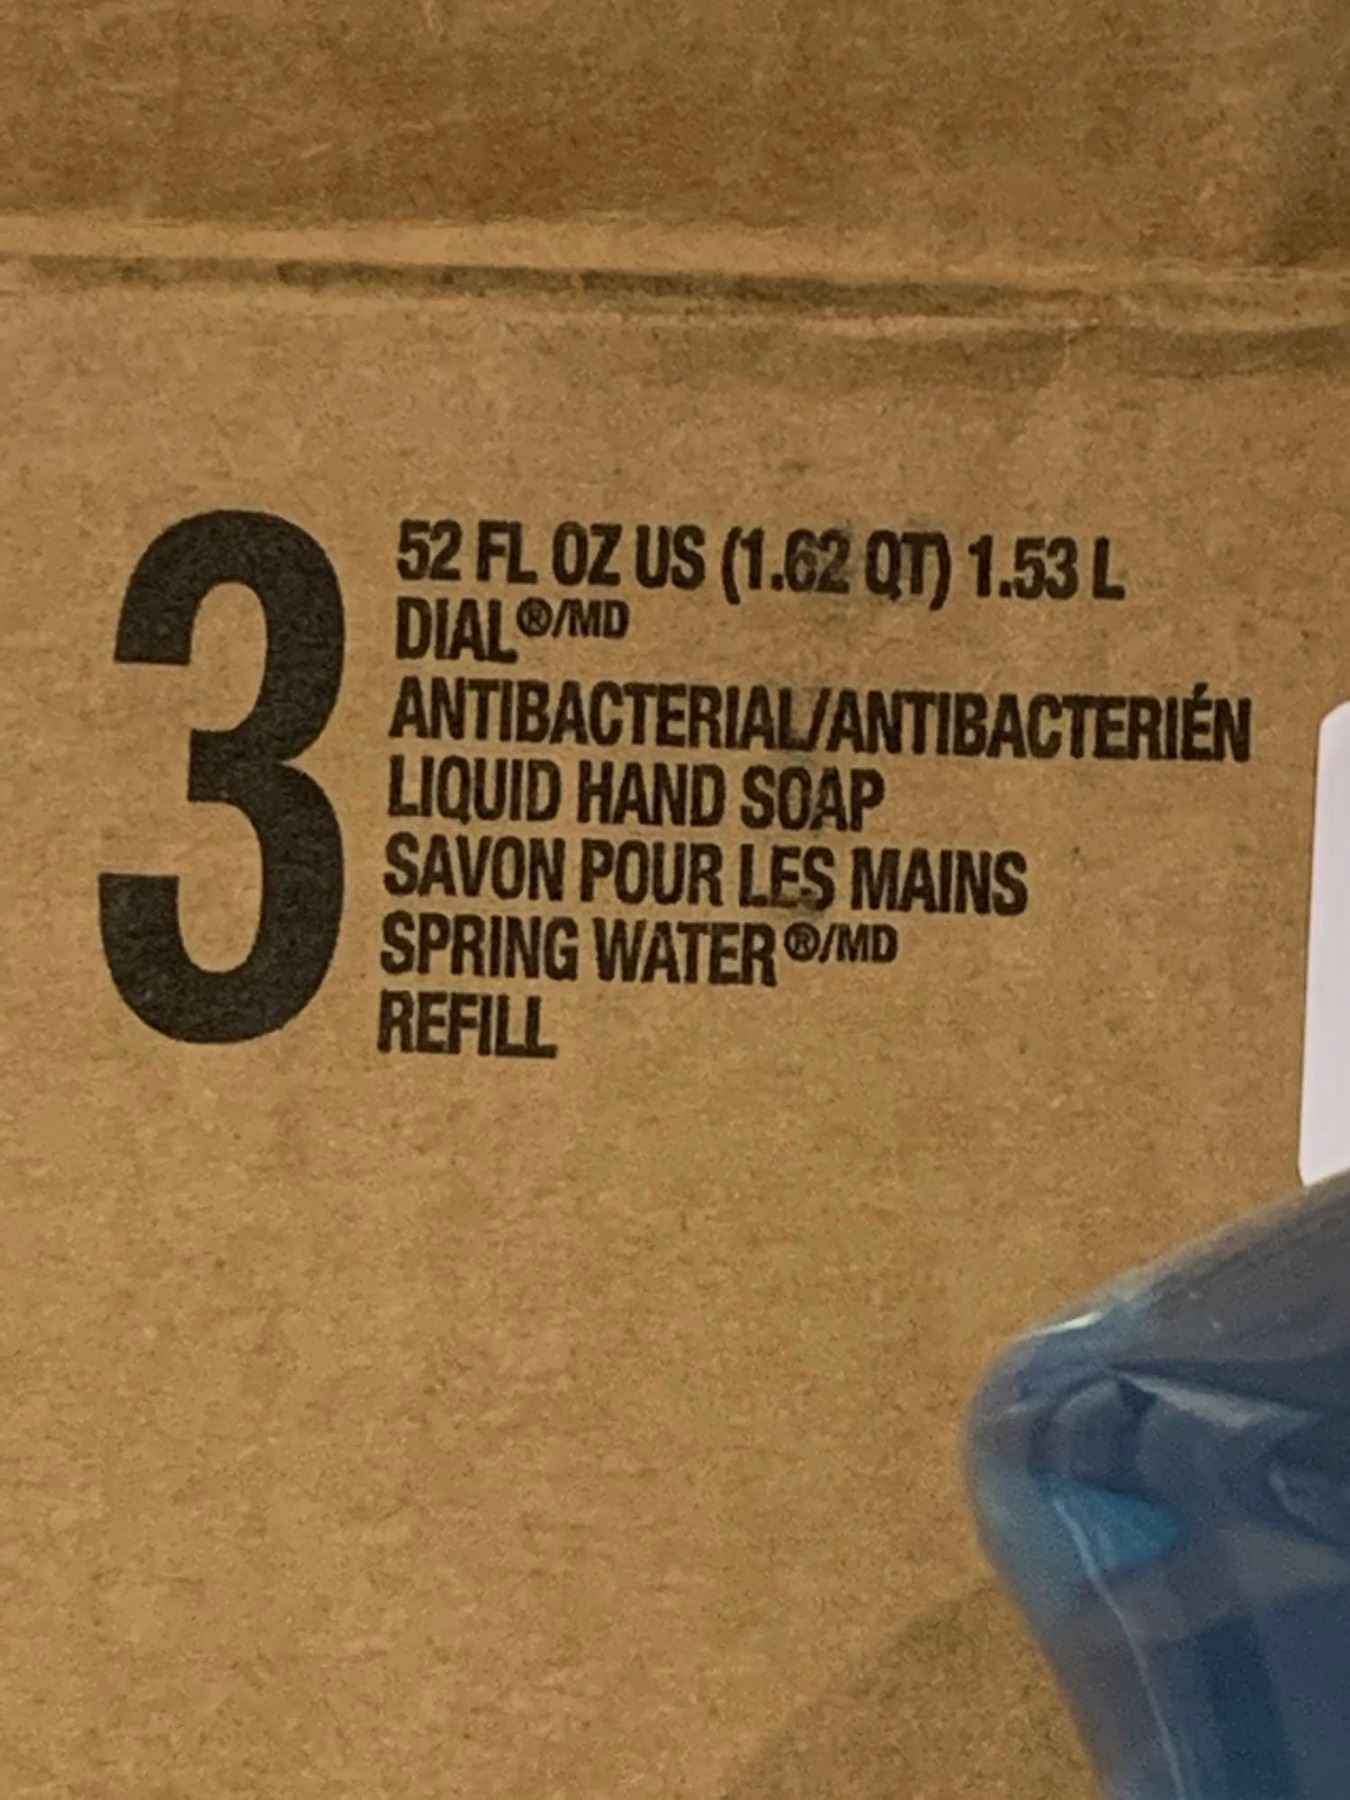 3
52 FL OZ US (1.62 QT) 1.53 L
DIAL®/MD
ANTIBACTERIAL/ANTIBACTERIÉN
LIQUID HAND SOAP
SAVON POUR LES MAINS
SPRING WATER®/MD
REFILL